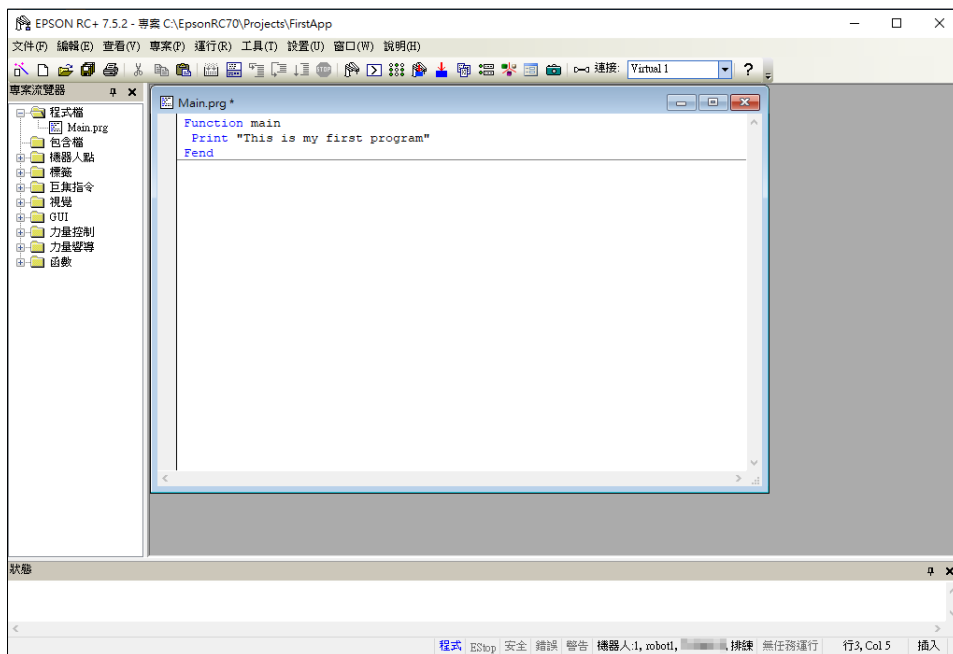 EPSON RC+ 7.5.2 - 專案 C:\EpsonRC70\Projects\FirstApp
文件(F) 編輯(E) 查看(V) 專案(P) 運行(R) 工具(T) 設置(U) 窗口(W) 說明(H)
連接: Virtual 1
專案流覽器
程式檔
Main.prg
包含檔
機器人點
標籤
巨集指令
視覺
GUI
力量控制
力量嚮導
函數
Main.prg *
Function main
Print "This is my first program"
Fend
狀態
程式 EStop 安全 錯誤 警告 機器人:1, robot1, 排練 無任務運行 行3, Col 5 插入